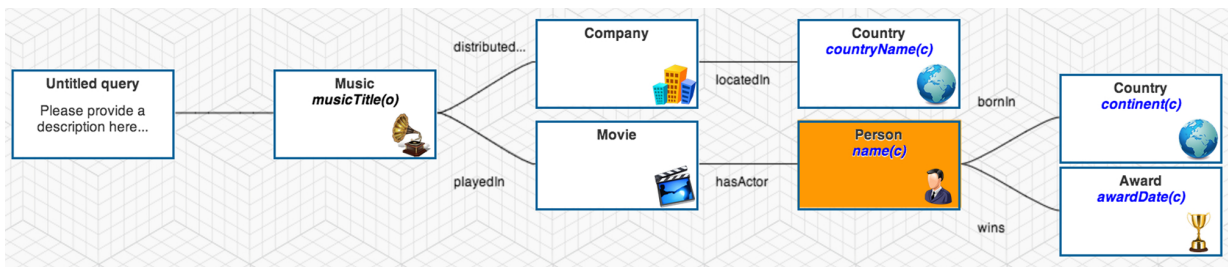 Untitled query
Please provide a
description here...
Music
musicTitle(o)
distributed...
playedIn
Company
Movie
locatedIn
hasActor
Country
countryName(c)
Person
name(c)
bornIn
wins
Country
continent(c)
Award
awardDate(c)